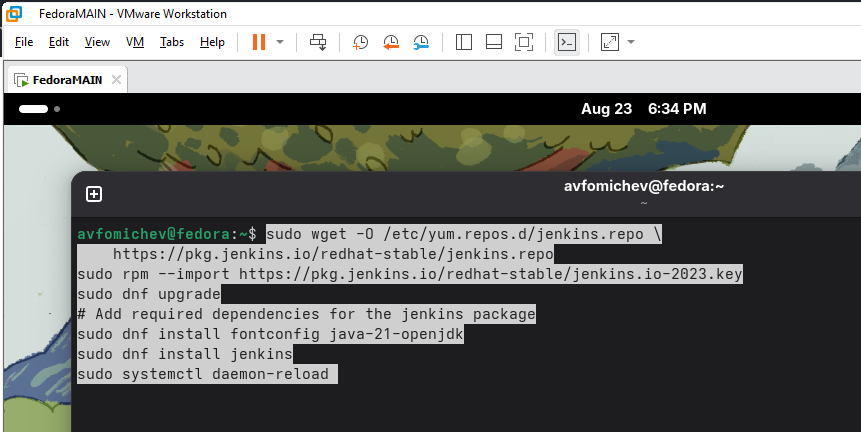 FedoraMAIN - VMware Workstation
File Edit View VM Tabs Help
FedoraMAIN
Aug 23 6:34 PM
avfomichev@fedora:~
~
avfomichev@fedora:~$ sudo wget -O /etc/yum.repos.d/jenkins.repo \
https://pkg.jenkins.io/redhat-stable/jenkins.repo
sudo rpm --import https://pkg.jenkins.io/redhat-stable/jenkins.io-2023.key
sudo dnf upgrade
# Add required dependencies for the jenkins package
sudo dnf install fontconfig java-21-openjdk
sudo dnf install jenkins
sudo systemctl daemon-reload